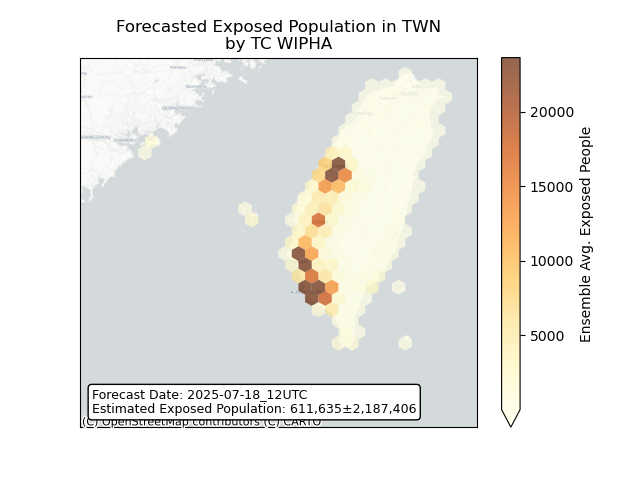 Forecasted Exposed Population in TWN
by TC WIPHA
20000
15000
10000
5000
Ensemble Avg. Exposed People
Forecast Date: 2025-07-18_12UTC
Estimated Exposed Population: 611,635±2,187,406
(C) OpenStreetMap contributors (C) CARTO